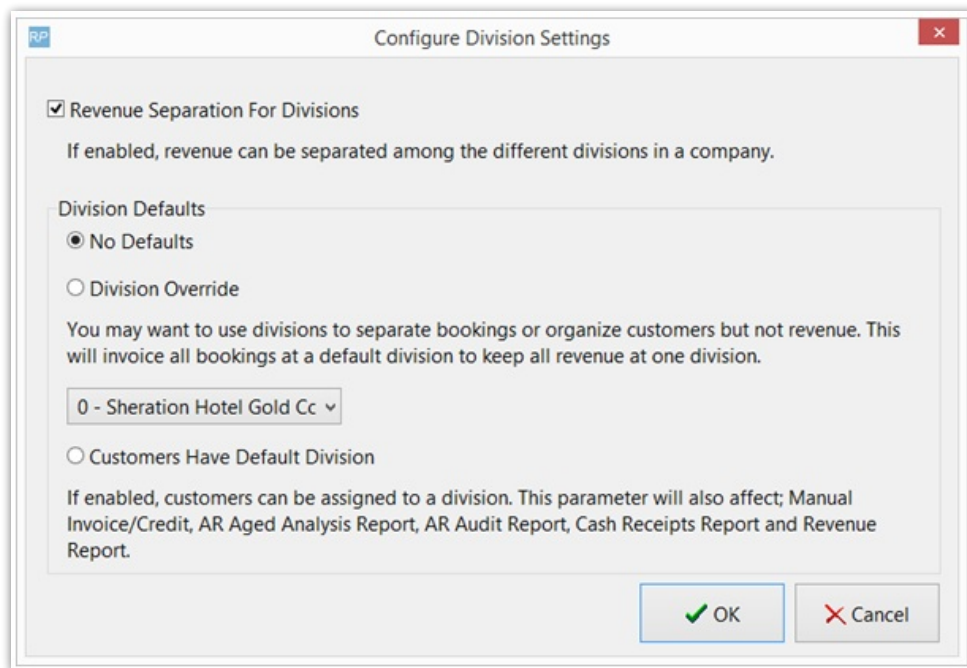 RP
Configure Division Settings
Revenue Separation For Divisions
If enabled, revenue can be separated among the different divisions in a company.
Division Defaults
No Defaults
Division Override
You may want to use divisions to separate bookings or organize customers but not revenue. This
will invoice all bookings at a default division to keep all revenue at one division.
0 - Sheration Hotel Gold Cc
Customers Have Default Division
If enabled, customers can be assigned to a division. This parameter will also affect; Manual
Invoice/Credit, AR Aged Analysis Report, AR Audit Report, Cash Receipts Report and Revenue
Report.
OK
Cancel